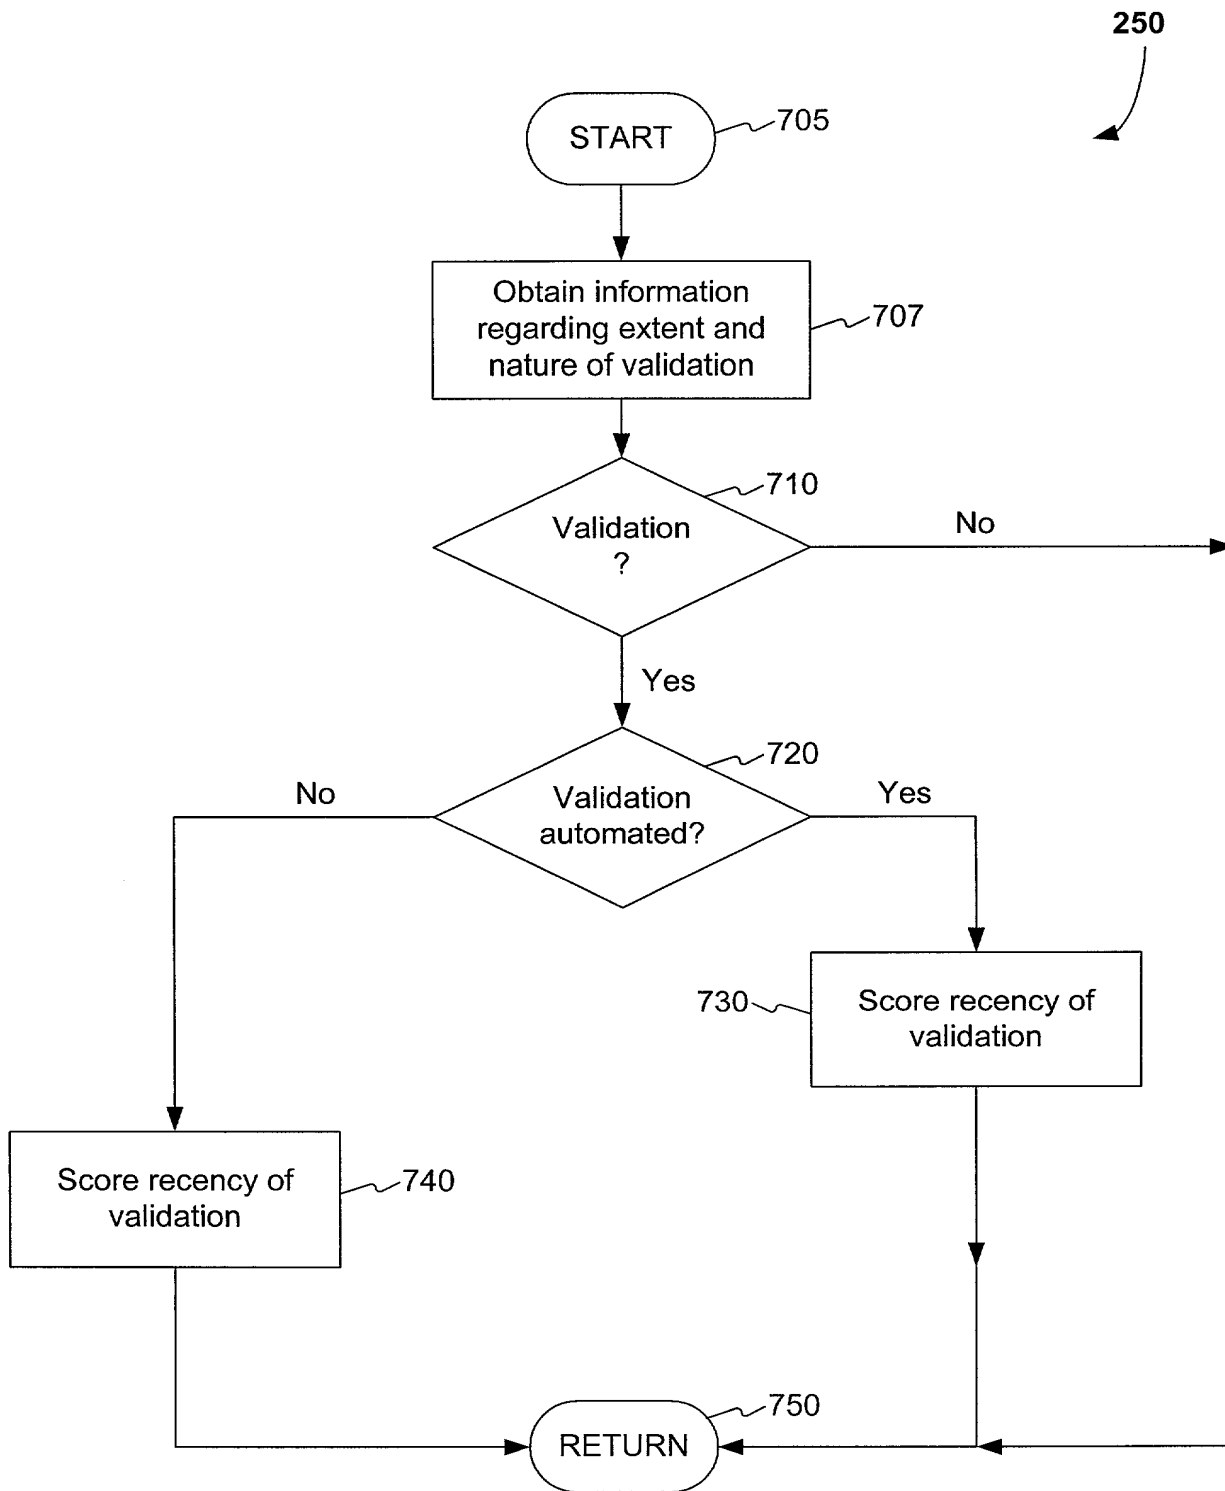 250
START
705
Obtain information
regarding extent and
nature of validation
707
710
Validation
?
No
Yes
720
Validation
automated?
No
Yes
730
Score recency of
validation
Score recency of
validation
740
750
RETURN